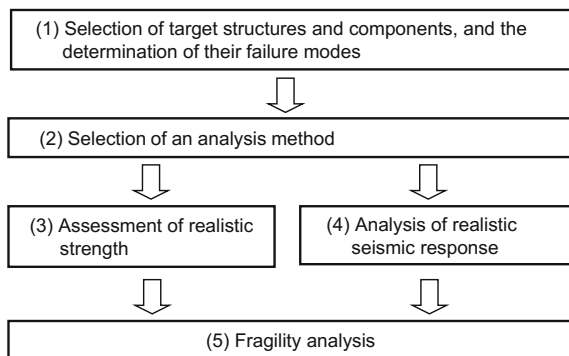 (1) Selection of target structures and components, and the
determination of their failure modes
(2) Selection of an analysis method
(3) Assessment of realistic
strength
(4) Analysis of realistic
seismic response
(5) Fragility analysis